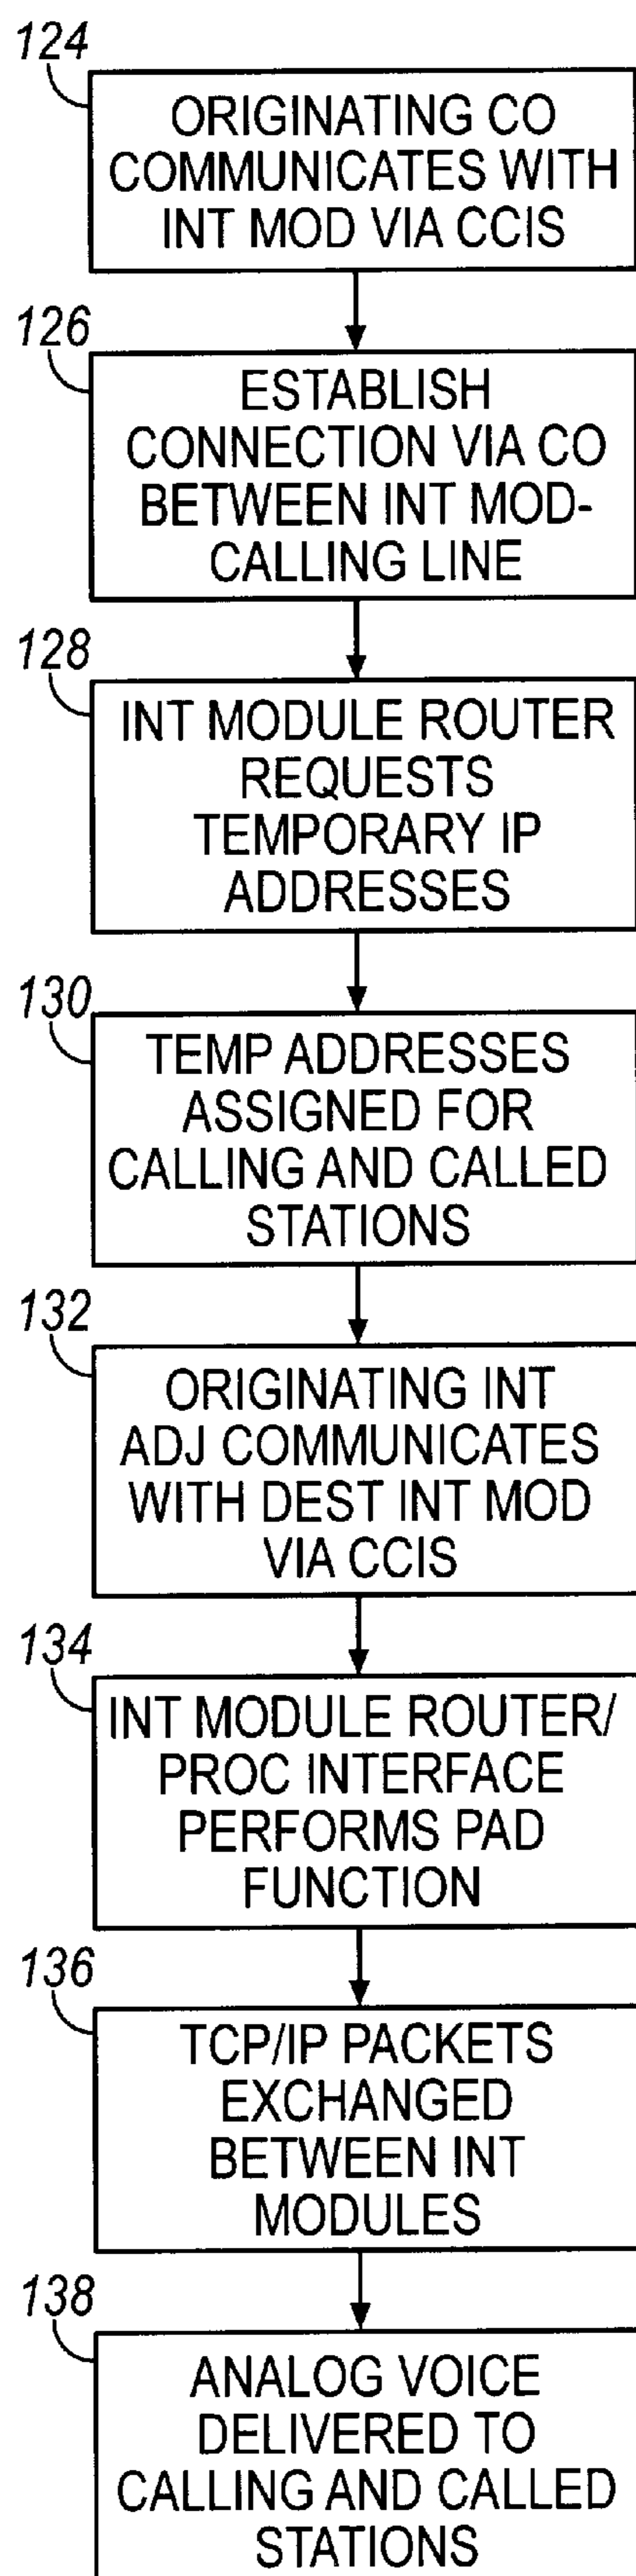 124
ORIGINATING CO
COMMUNICATES WITH
INT MOD VIA CCIS
126
ESTABLISH
CONNECTION VIA CO
BETWEEN INT MOD-
CALLING LINE
128
INT MODULE ROUTER
REQUESTS
TEMPORARY IP
ADDRESSES
130
TEMP ADDRESSES
ASSIGNED FOR
CALLING AND CALLED
STATIONS
132
ORIGINATING INT
ADJ COMMUNICATES
WITH DEST INT MOD
VIA CCIS
134
INT MODULE ROUTER/
PROC INTERFACE
PERFORMS PAD
FUNCTION
136
TCP/IP PACKETS
EXCHANGED
BETWEEN INT
MODULES
138
ANALOG VOICE
DELIVERED TO
CALLING AND CALLED
STATIONS